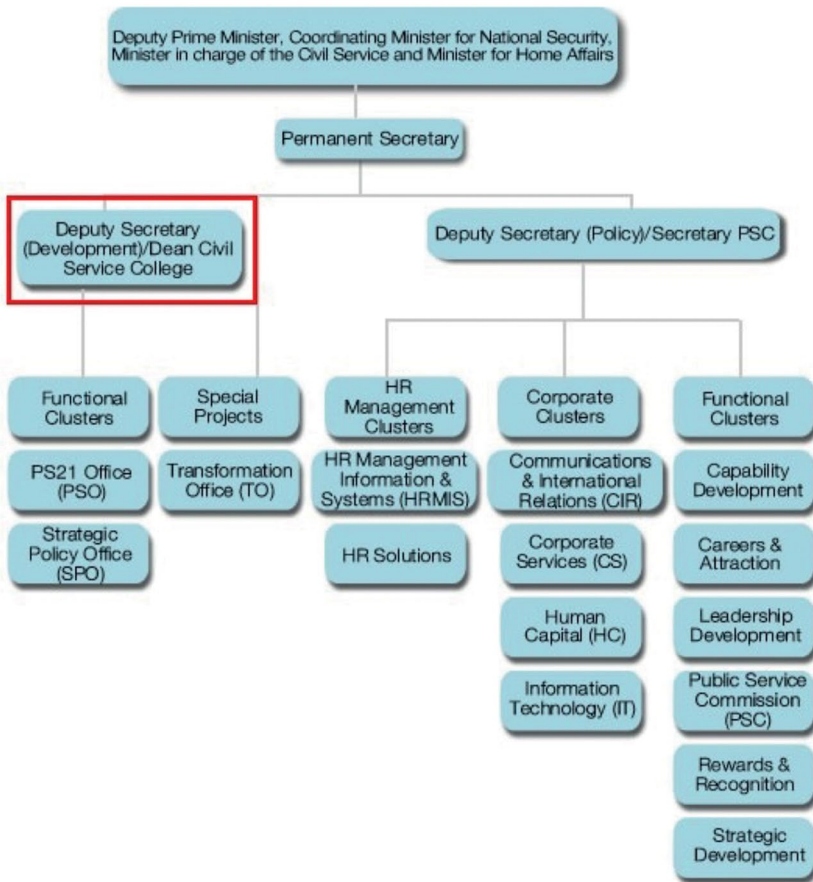 Deputy Prime Minister, Coordinating Minister for National Security,
Minister in charge of the Civil Service and Minister for Home Affairs
Permanent Secretary
Deputy Secretary
(Development)/Dean Civil
Service College
Deputy Secretary (Policy)/Secretary PSC
Functional
Clusters
PS21 Office
(PSO)
Strategic
Policy Office
(SPO)
Special
Projects
Transformation
Office (TO)
HR
Management
Clusters
HR Management
Information &
Systems (HRMIS)
HR Solutions
Corporate
Clusters
Communications
& International
Relations (CIR)
Corporate
Services (CS)
Human
Capital (HC)
Information
Technology (IT)
Functional
Clusters
Capability
Development
Careers &
Attraction
Leadership
Development
Public Service
Commission
(PSC)
Rewards &
Recognition
Strategic
Development